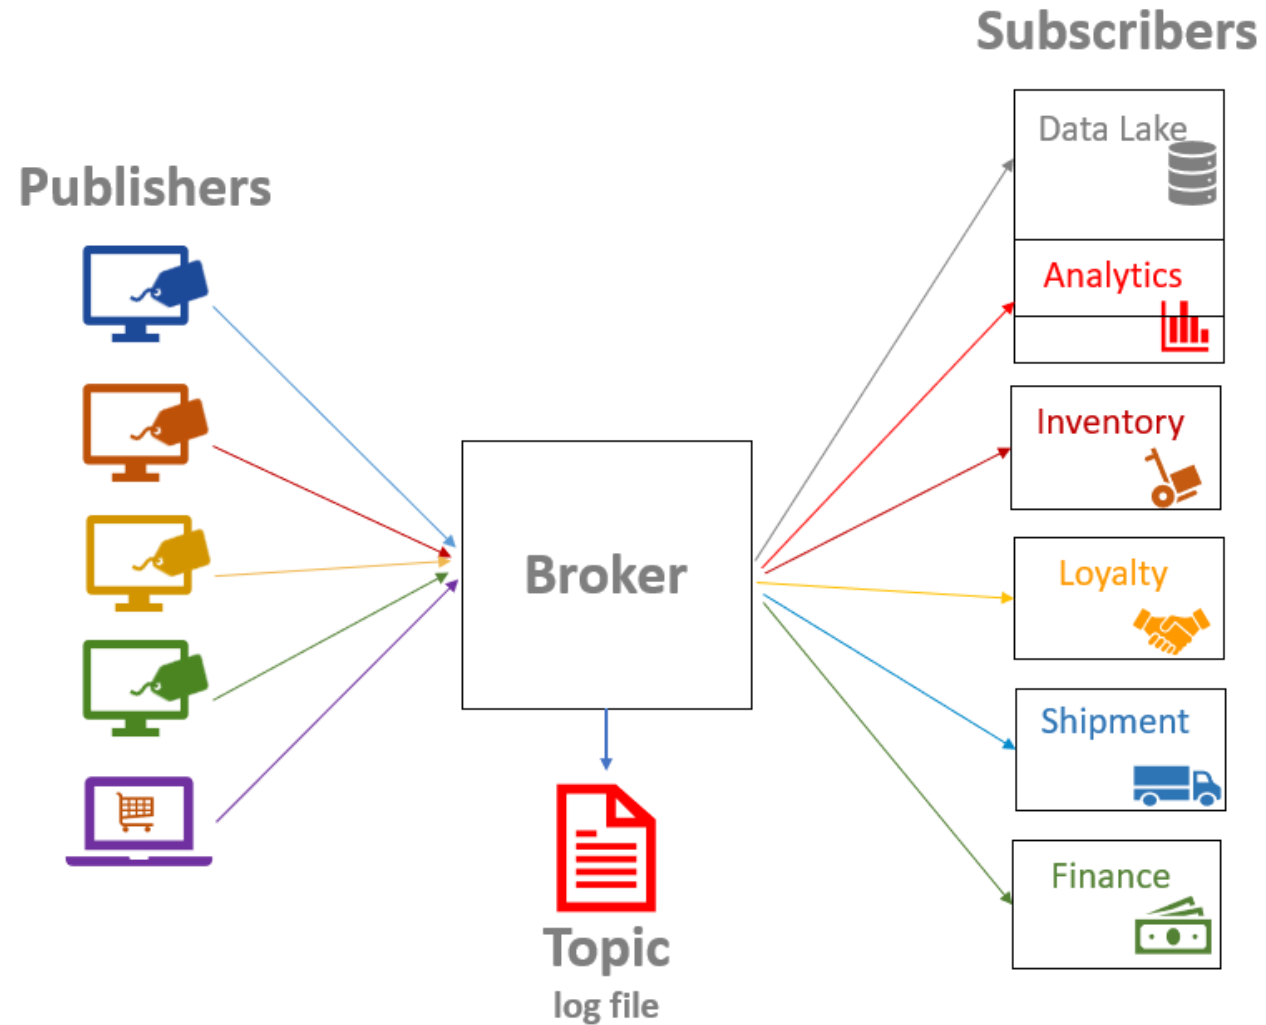 Publishers
Broker
Topic
log file
Subscribers
Data Lake
Analytics
Inventory
Loyalty
Shipment
Finance